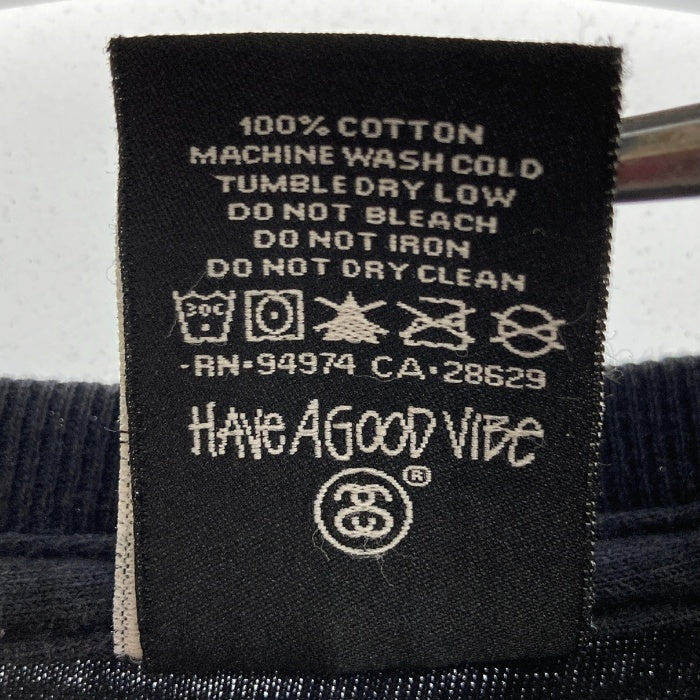 100% COTTON
MACHINE WASH COLD
TUMBLE DRY LOW
DO NOT BLEACH
DO NOT IRON
DO NOT DRY CLEAN
30C
-RN•94974 CA•28629
HAVE A GOOD VIBE
®